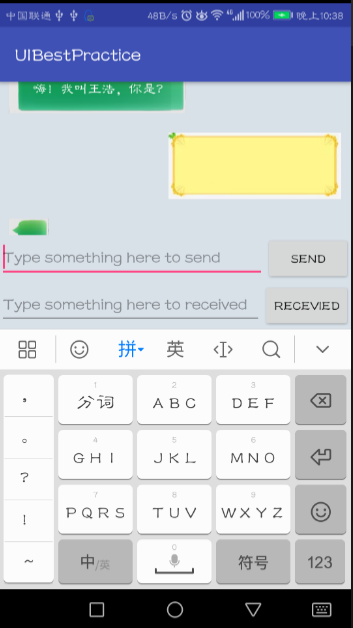 中国联通 48B/s 46 100% 晚上10:38
UIBestPractice
嗨！我叫王浩，你是？
Type something here to send SEND
Type something here to received RECEVIED
拼 英
， 1 分词 2 ABC 3 DEF
。 4 GHI 5 JKL 6 MNO
？ 7 PQRS 8 TUV 9 WXYZ
！
～ 中/英 0 符号 123